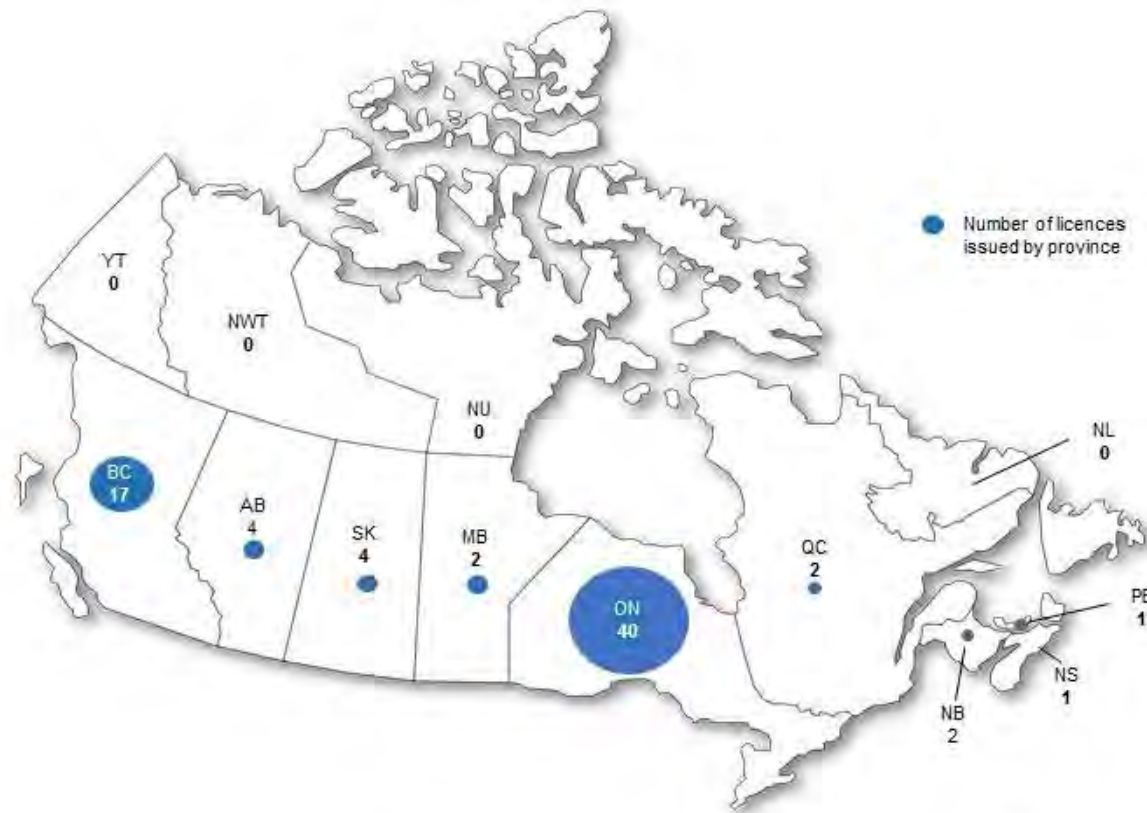 Number of licences
issued by province
YT
0
NWT
0
NU
0
NL
0
BC
17
AB
4
SK
4
MB
2
ON
40
QC
2
PE
1
NS
1
NB
2